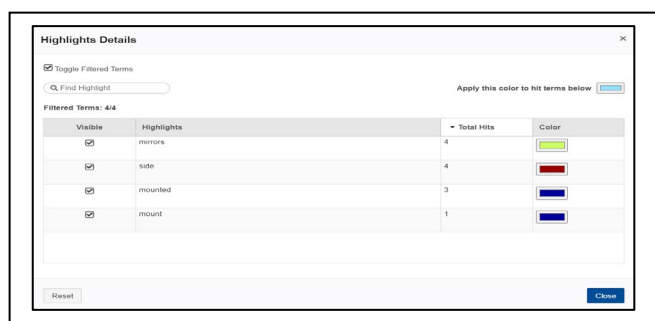 Highlights Details ×
Toggle Filtered Terms
Find Highlight Apply this color to hit terms below
Filtered Terms: 4/4
Visible Highlights Total Hits Color
mirrors 4
side 4
mounted 3
mount 1
Reset Close